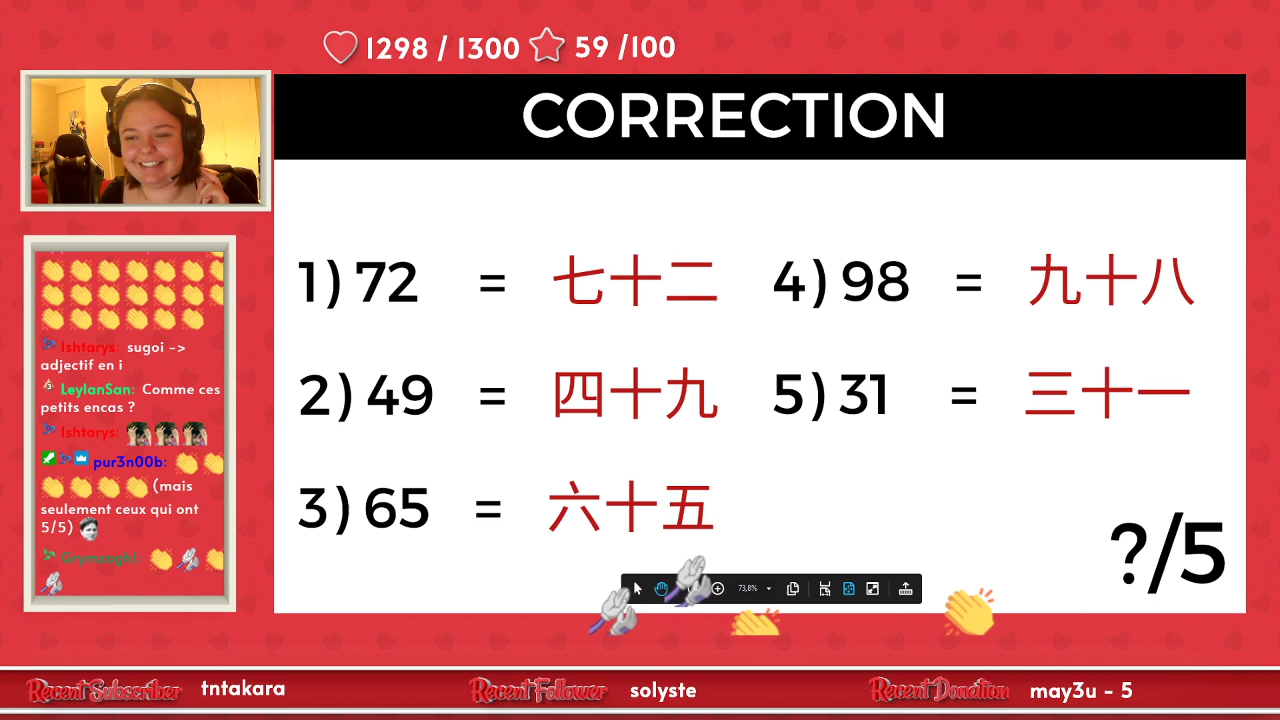 1298 / 1300 59 /100
CORRECTION
1) 72 = 七十二
2) 49 = 四十九
3) 65 = 六十五
4) 98 = 九十八
5) 31 = 三十一
?/5
73,8%
Ishtarys: sugoi ->
adjectif en i
LeylanSan: Comme ces
petits encas ?
Ishtarys:
pur3n00b:
(mais
seulement ceux qui ont
5/5)
Recent Subscriber tntakara
Recent Follower solyste
Recent Donation may3u - 5